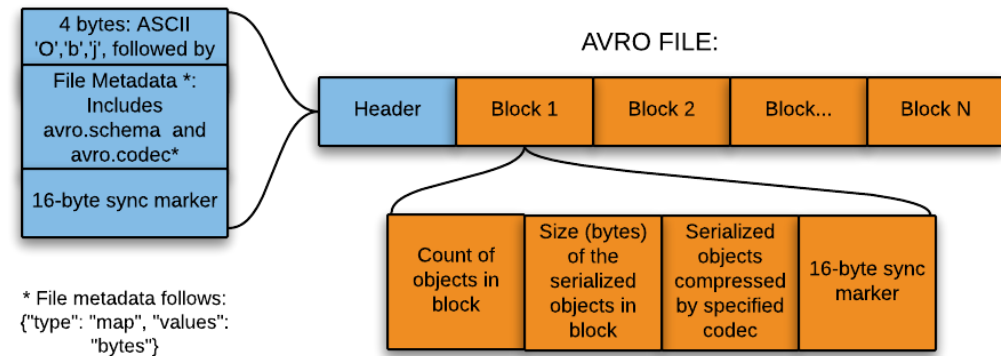 4 bytes: ASCII
'O','b','j', followed by
File Metadata *:
Includes
avro.schema and
avro.codec*
16-byte sync marker
* File metadata follows:
{"type": "map", "values":
"bytes"}
AVRO FILE:
Header
Block 1
Block 2
Block...
Block N
Count of
objects in
block
Size (bytes)
of the
serialized
objects in
block
Serialized
objects
compressed
by specified
codec
16-byte sync
marker